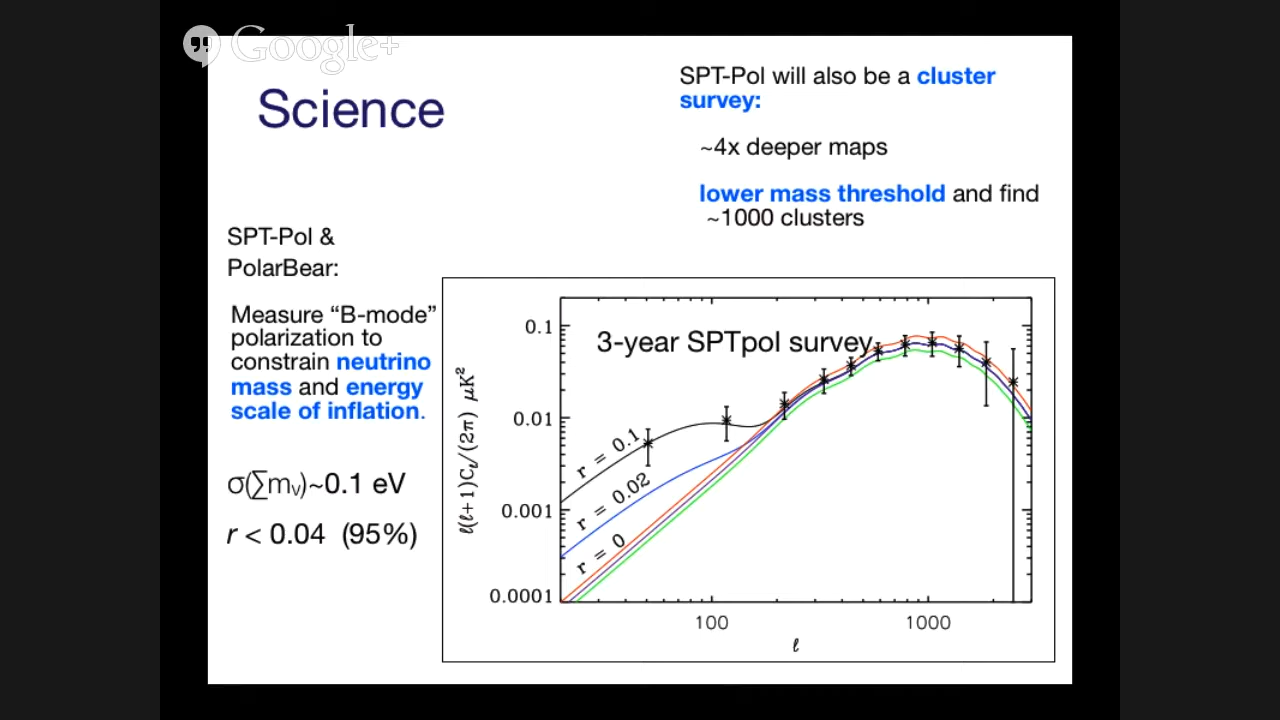 Google+
Science
SPT-Pol will also be a cluster
survey:
~4x deeper maps
lower mass threshold and find
~1000 clusters
SPT-Pol &
PolarBear:
Measure “B-mode”
polarization to
constrain neutrino
mass and energy
scale of inflation.
σ(∑mν)~0.1 eV
r < 0.04 (95%)
3-year SPTpol survey
0.1
0.01
0.001
0.0001
ℓ(ℓ+1)Cℓ/(2π) μK²
r = 0.1
r = 0.02
r = 0
100
1000
ℓ